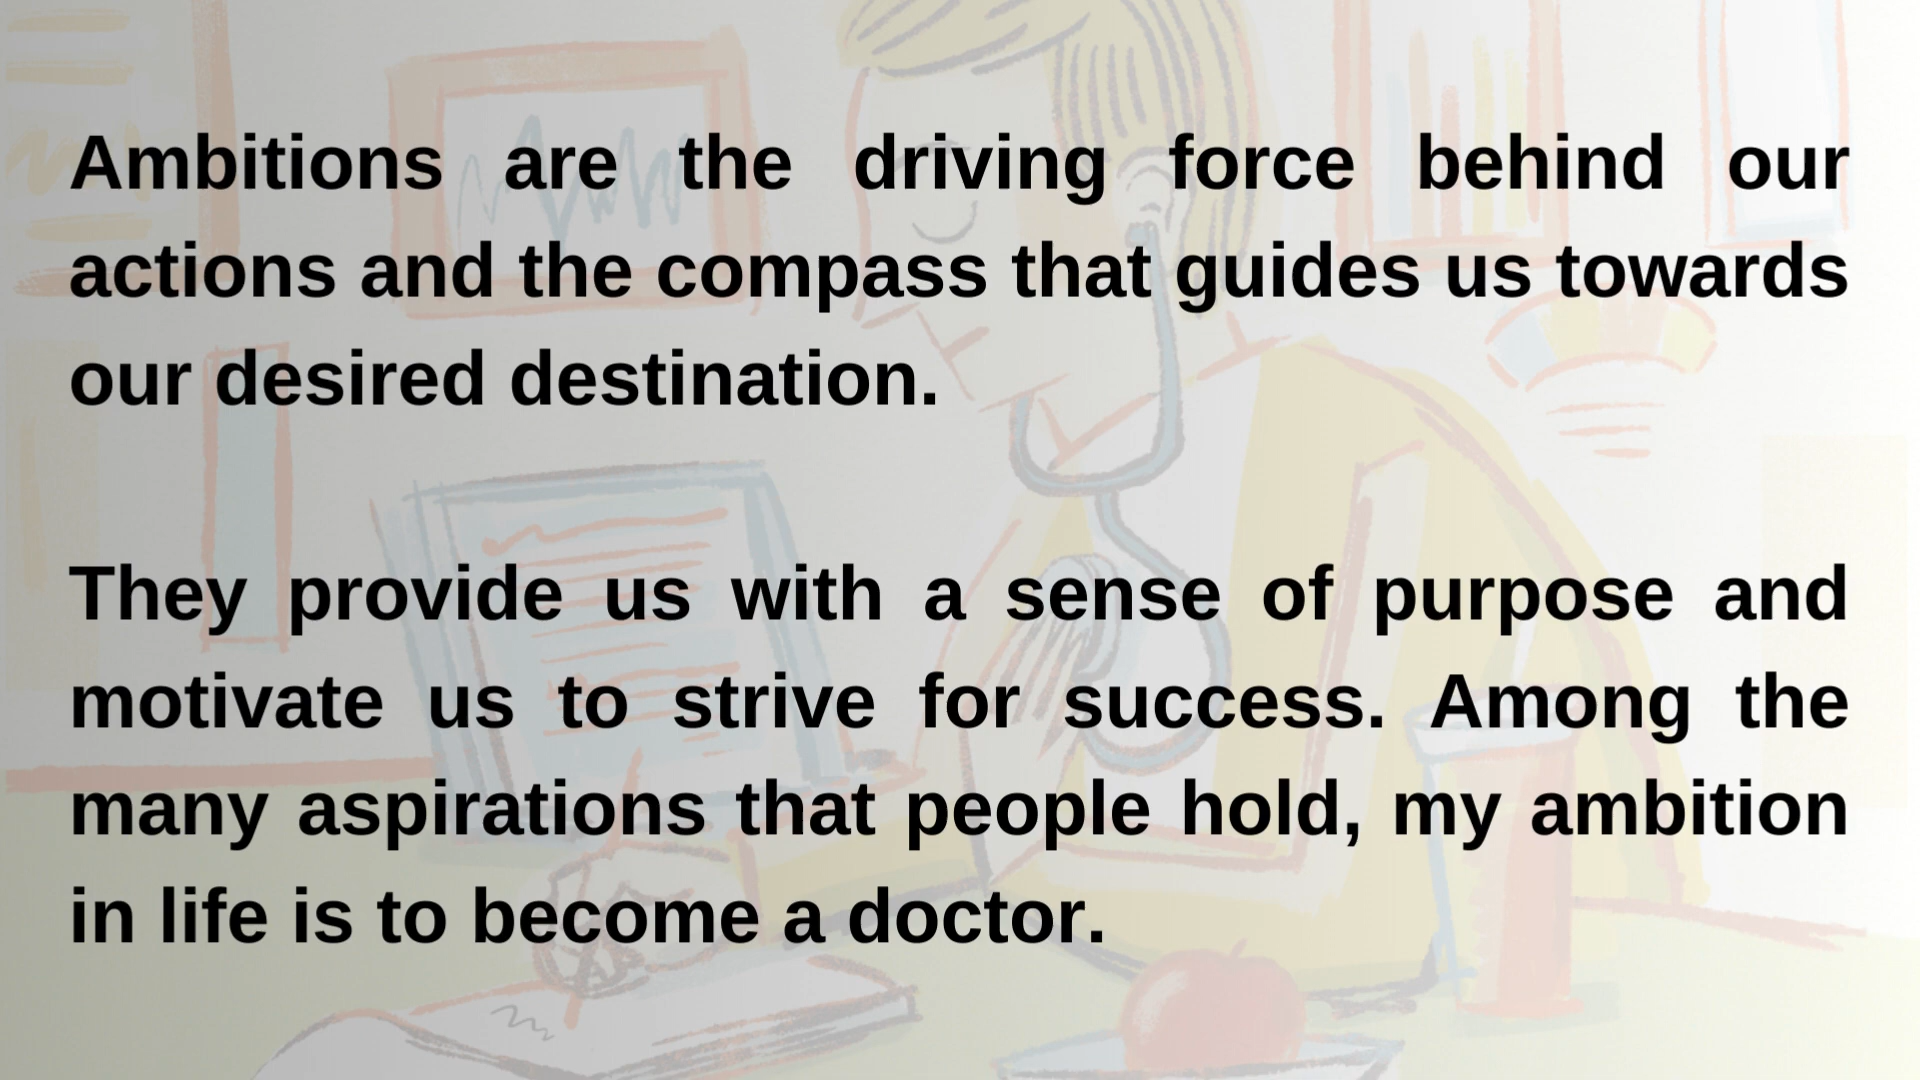 Ambitions are the driving force behind our
actions and the compass that guides us towards
our desired destination.
They provide us with a sense of purpose and
motivate us to strive for success. Among the
many aspirations that people hold, my ambition
in life is to become a doctor.